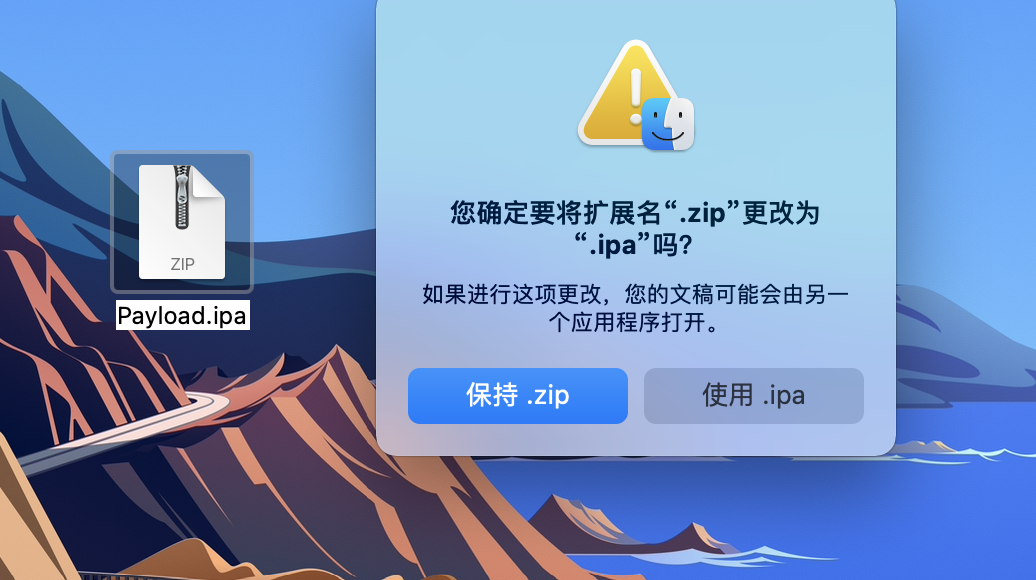 ZIP
Payload.ipa
您确定要将扩展名“.zip”更改为
“.ipa”吗？
如果进行这项更改，您的文稿可能会由另一
个应用程序打开。
保持 .zip
使用 .ipa